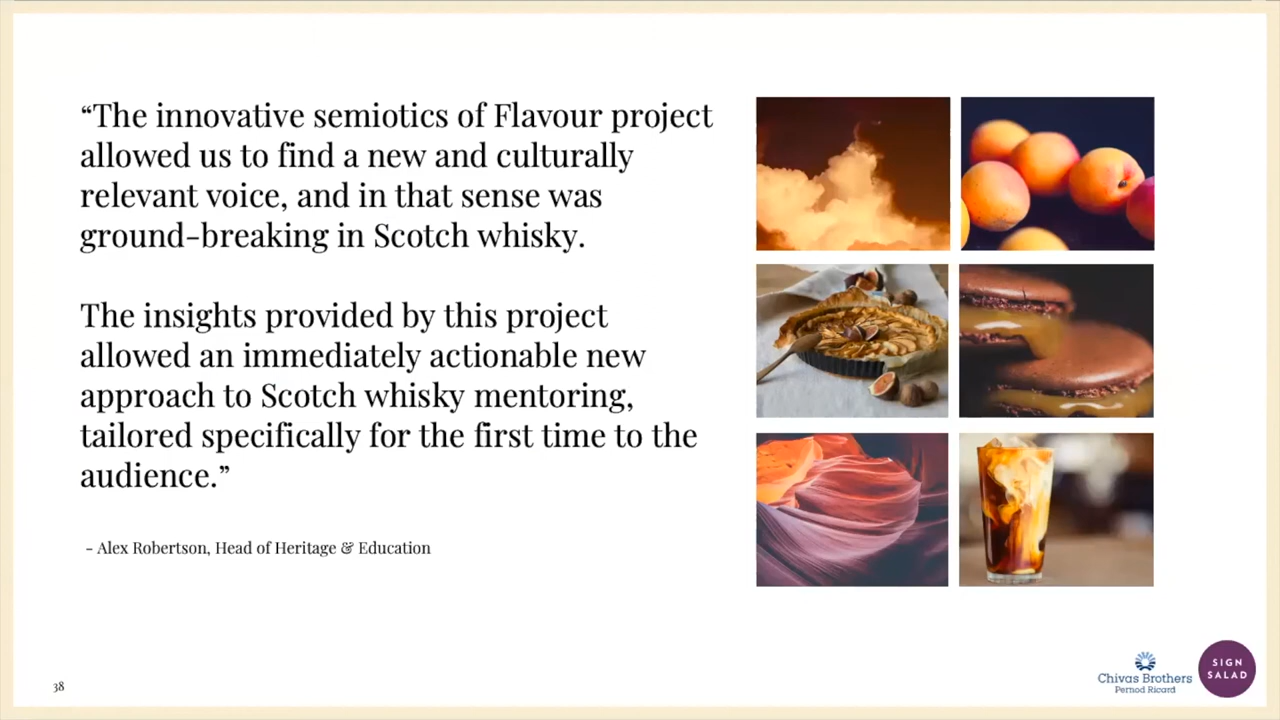 “The innovative semiotics of Flavour project
allowed us to find a new and culturally
relevant voice, and in that sense was
ground-breaking in Scotch whisky.
The insights provided by this project
allowed an immediately actionable new
approach to Scotch whisky mentoring,
tailored specifically for the first time to the
audience.”
- Alex Robertson, Head of Heritage & Education
38
Chivas Brothers
Pernod Ricard
SIGN
SALAD